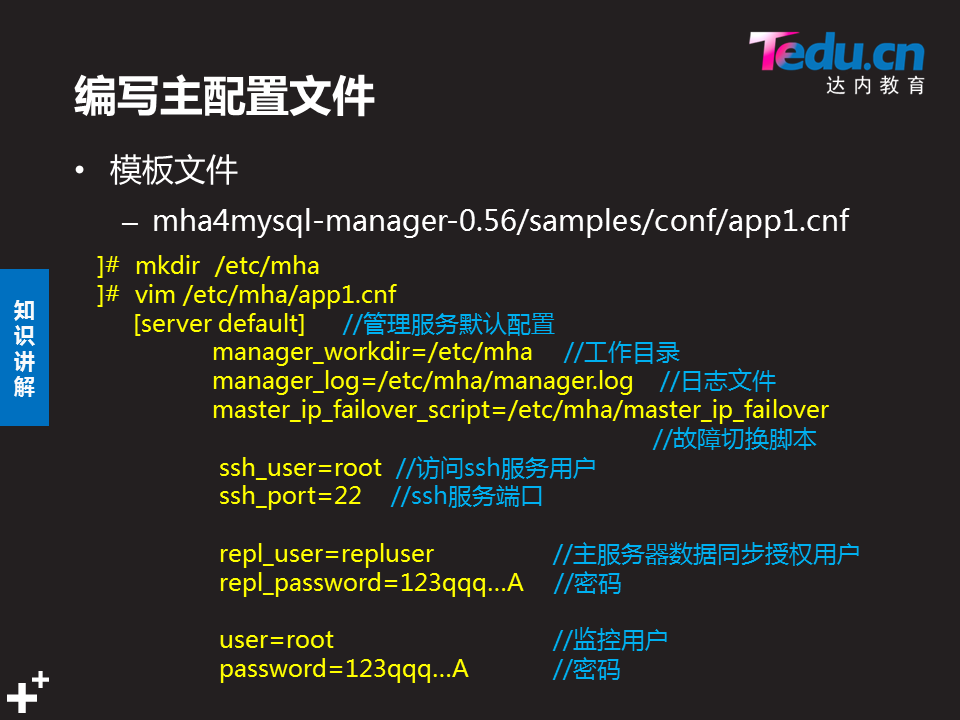 Tedu.cn
达内教育
编写主配置文件
• 模板文件
– mha4mysql-manager-0.56/samples/conf/app1.cnf
]# mkdir /etc/mha
]# vim /etc/mha/app1.cnf
[server default] //管理服务默认配置
manager_workdir=/etc/mha //工作目录
manager_log=/etc/mha/manager.log //日志文件
master_ip_failover_script=/etc/mha/master_ip_failover
//故障切换脚本
ssh_user=root //访问ssh服务用户
ssh_port=22 //ssh服务端口
repl_user=repluser //主服务器数据同步授权用户
repl_password=123qqq…A //密码
user=root //监控用户
password=123qqq…A //密码
知识讲解